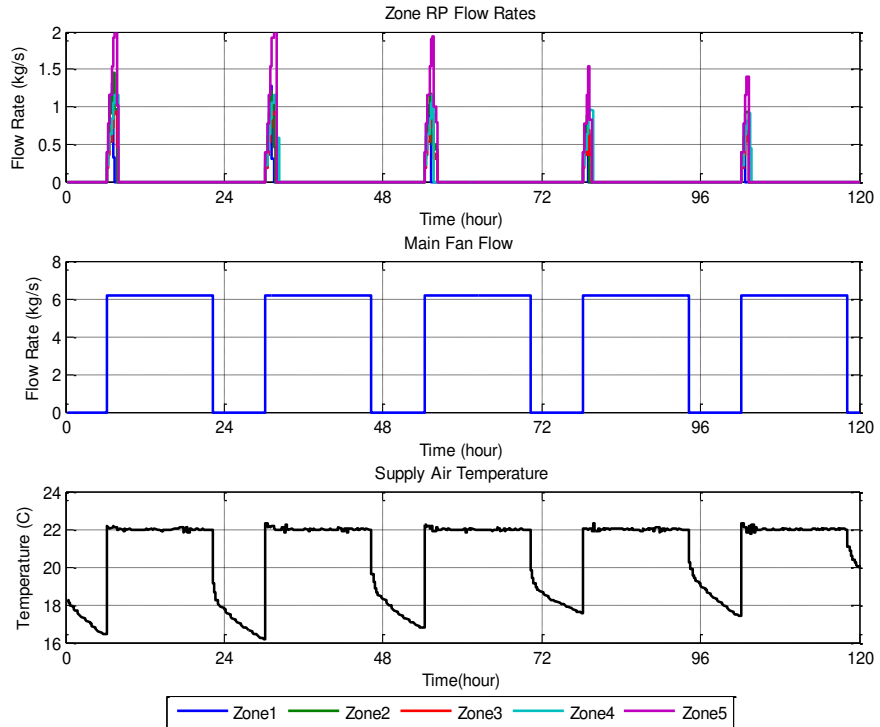 Zone RP Flow Rates
Flow Rate (kg/s)
2
1.5
1
0.5
0
0 24 48 72 96 120
Time (hour)
Main Fan Flow
Flow Rate (kg/s)
8
6
4
2
0
0 24 48 72 96 120
Time (hour)
Supply Air Temperature
Temperature (C)
24
22
20
18
16
0 24 48 72 96 120
Time(hour)
Zone1 Zone2 Zone3 Zone4 Zone5